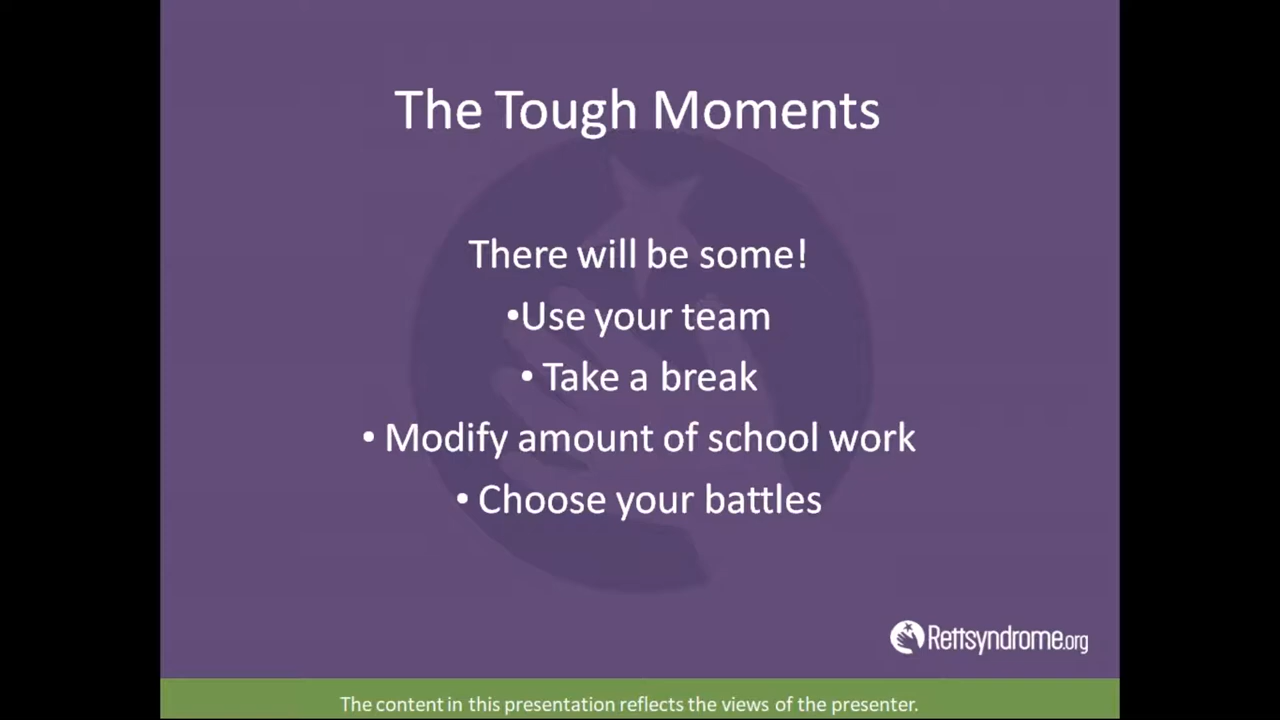 The Tough Moments
There will be some!
•Use your team
• Take a break
• Modify amount of school work
• Choose your battles
Rettsyndrome.org
The content in this presentation reflects the views of the presenter.